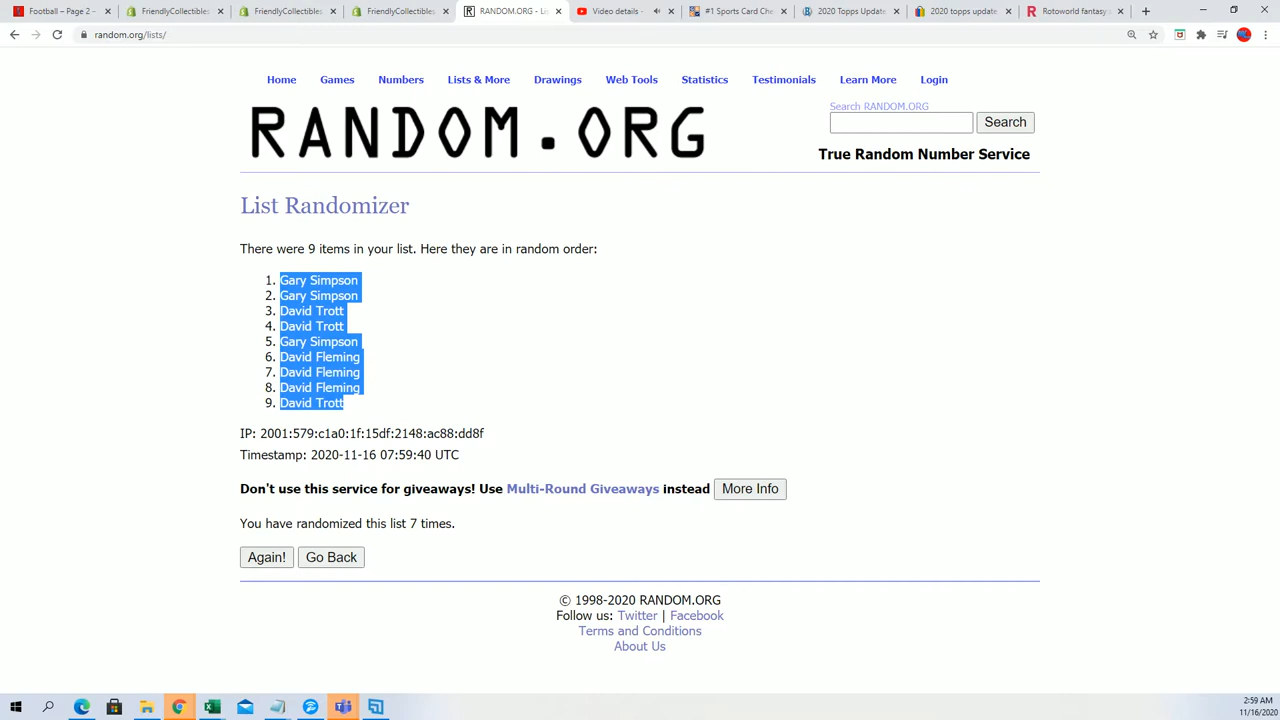 Football – Page 2 –
FriendlyCollectibles
FriendlyCollectibles
FriendlyCollectibles
RANDOM.ORG - Lis
Video details -
#1 Sports Card Che
2020 Topps Update
2020 topps update
Rotoworld fantasy s
random.org/lists/
Home Games Numbers Lists & More Drawings Web Tools Statistics Testimonials Learn More Login
RANDOM.ORG
Search RANDOM.ORG
Search
True Random Number Service
List Randomizer
There were 9 items in your list. Here they are in random order:
1. Gary Simpson
2. Gary Simpson
3. David Trott
4. David Trott
5. Gary Simpson
6. David Fleming
7. David Fleming
8. David Fleming
9. David Trott
IP: 2001:579:c1a0:1f:15df:2148:ac88:dd8f
Timestamp: 2020-11-16 07:59:40 UTC
Don't use this service for giveaways! Use Multi-Round Giveaways instead More Info
You have randomized this list 7 times.
Again! Go Back
© 1998-2020 RANDOM.ORG
Follow us: Twitter | Facebook
Terms and Conditions
About Us
2:59 AM
11/16/2020